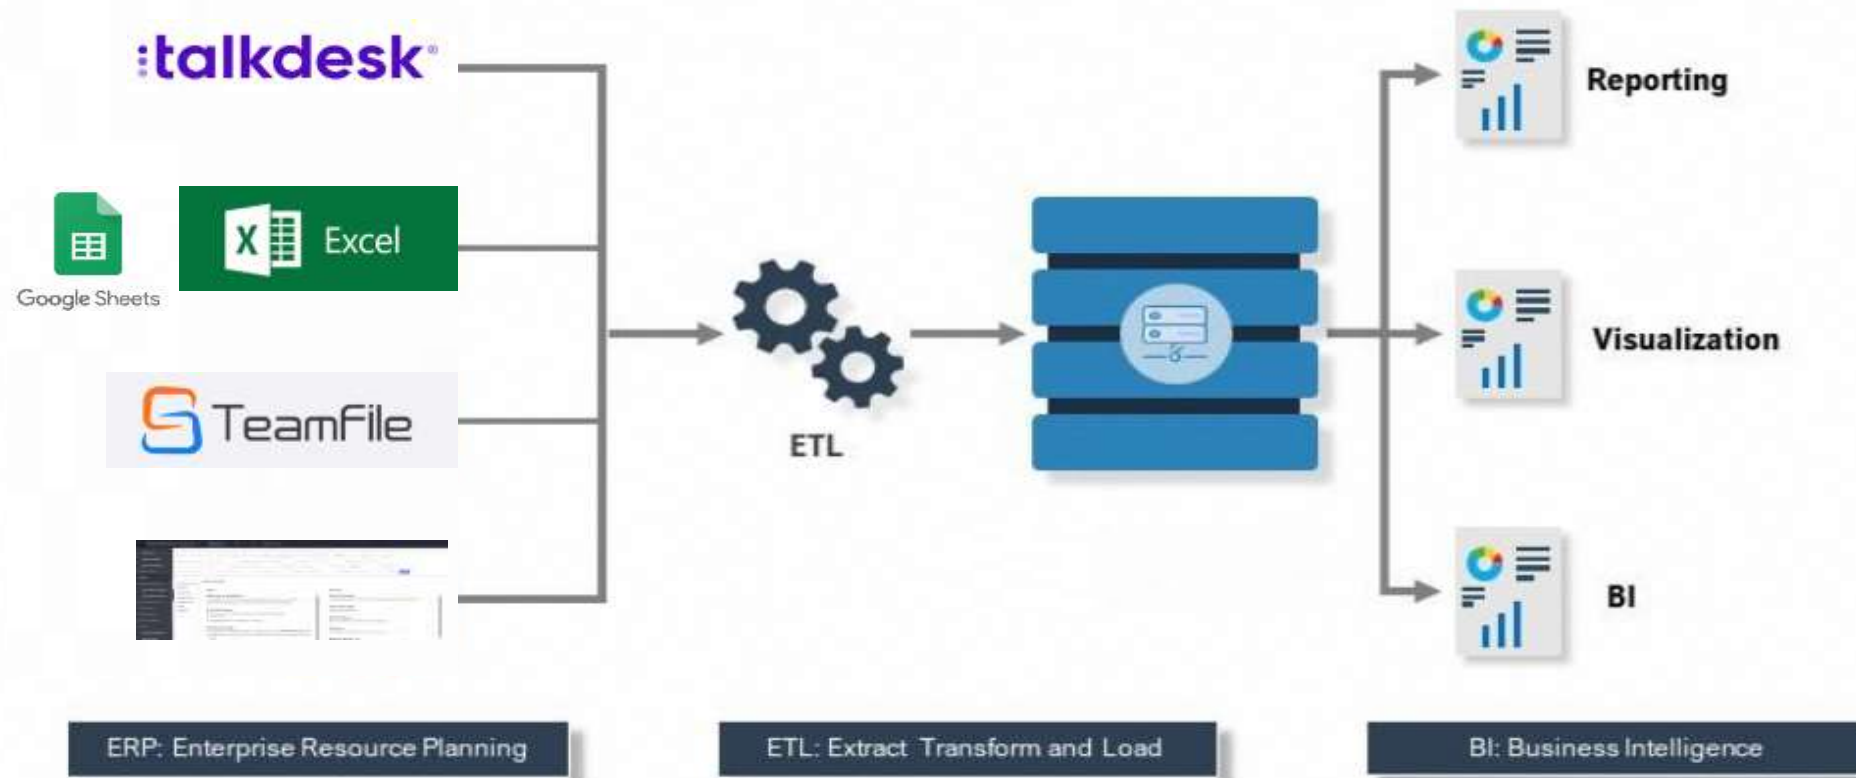 talkdesk®
Reporting
Excel
Google Sheets
Visualization
TeamFile
ETL
BI
ERP: Enterprise Resource Planning
ETL: Extract Transform and Load
BI: Business Intelligence